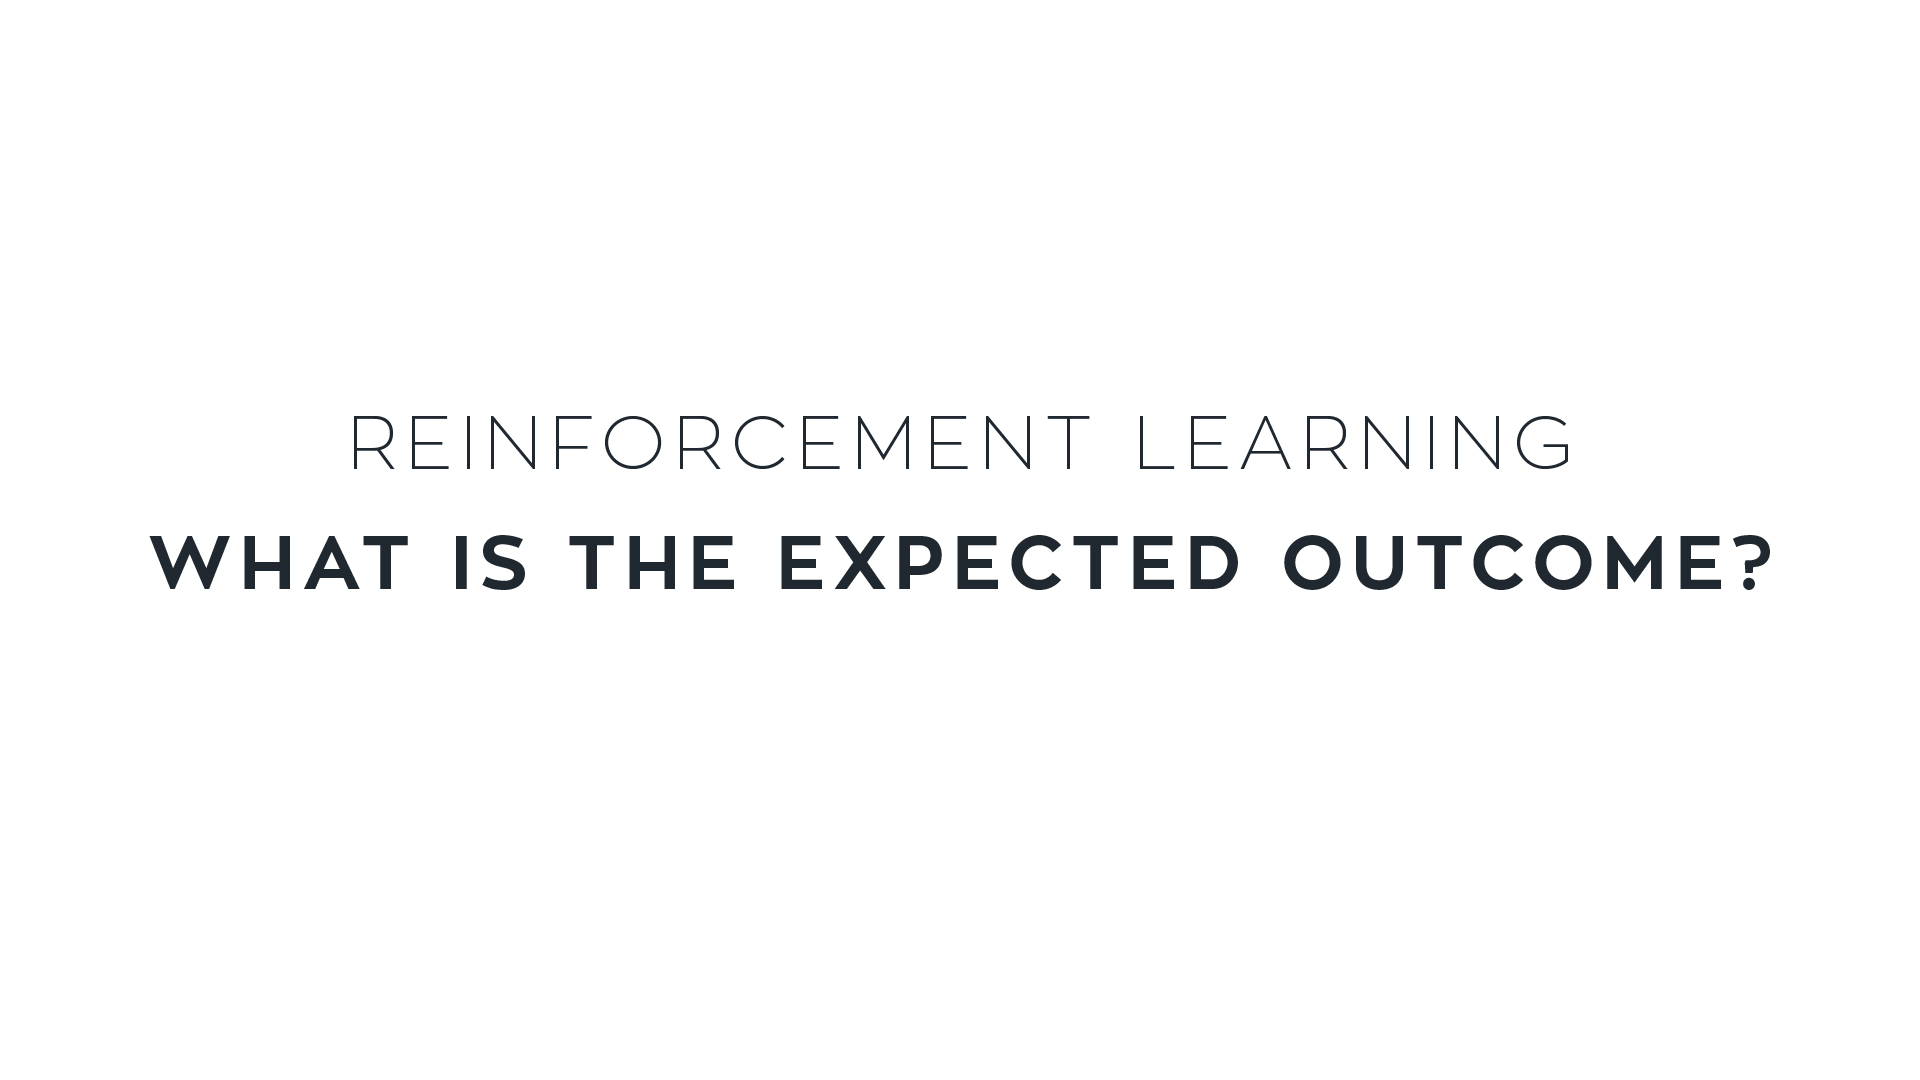 REINFORCEMENT LEARNING
WHAT IS THE EXPECTED OUTCOME?